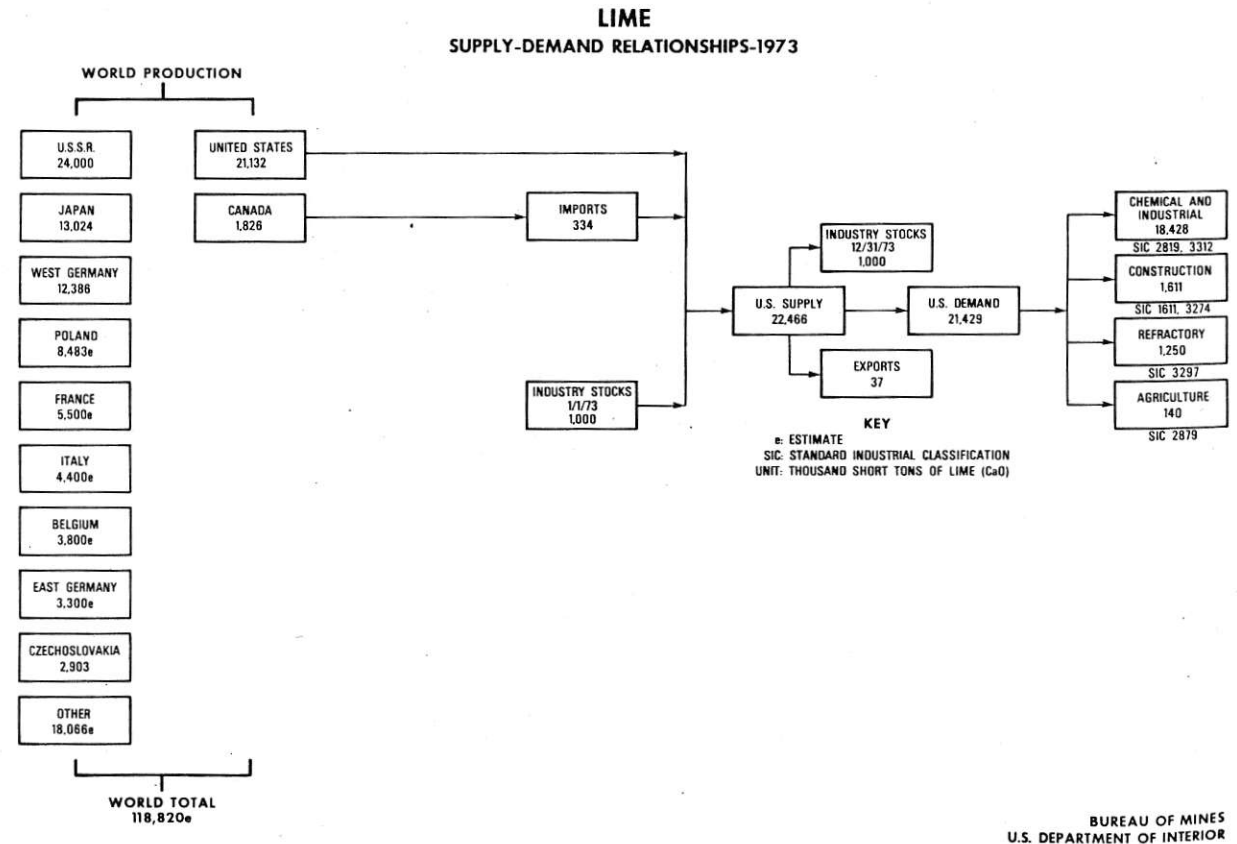 LIME
SUPPLY-DEMAND RELATIONSHIPS-1973
WORLD PRODUCTION
U.S.S.R.
24,000
JAPAN
13,024
WEST GERMANY
12,386
POLAND
8,483e
FRANCE
5,500e
ITALY
4,400e
BELGIUM
3,800e
EAST GERMANY
3,300e
CZECHOSLOVAKIA
2,903
OTHER
18,066e
WORLD TOTAL
118,820e
UNITED STATES
21,132
CANADA
1,826
IMPORTS
334
INDUSTRY STOCKS
1/1/73
1,000
INDUSTRY STOCKS
12/31/73
1,000
U.S. SUPPLY
22,466
EXPORTS
37
U.S. DEMAND
21,429
CHEMICAL AND
INDUSTRIAL
18,428
SIC 2819, 3312
CONSTRUCTION
1,611
SIC 1611, 3274
REFRACTORY
1,250
SIC 3297
AGRICULTURE
140
SIC 2879
KEY
e: ESTIMATE
SIC: STANDARD INDUSTRIAL CLASSIFICATION
UNIT: THOUSAND SHORT TONS OF LIME (CaO)
BUREAU OF MINES
U.S. DEPARTMENT OF INTERIOR